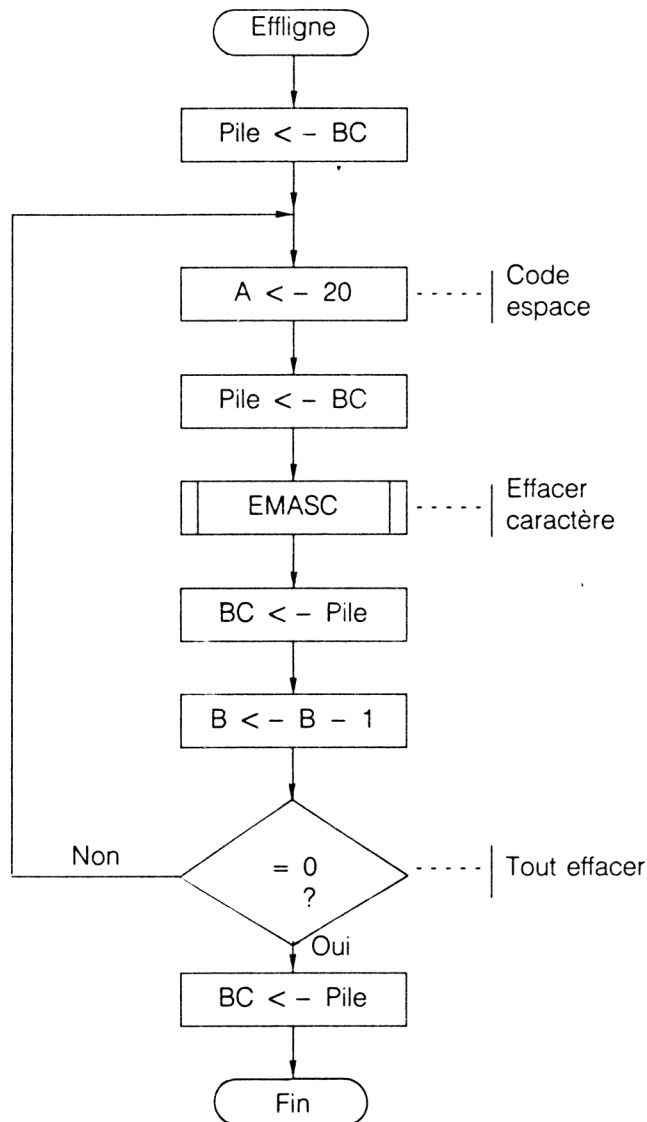 Effligne
Pile < – BC
A < – 20
Code
espace
Pile < – BC
EMASC
Effacer
caractère
BC < – Pile
B < – B – 1
Non
= 0
?
Tout effacer
Oui
BC < – Pile
Fin